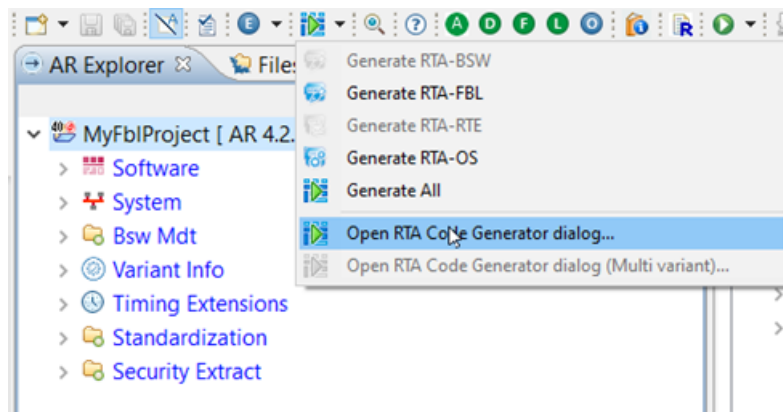 E A D F L O R
AR Explorer Files
Generate RTA-BSW
Generate RTA-FBL
40
MyFblProject [ AR 4.2.
Generate RTA-RTE
Software
Generate RTA-OS
System
Generate All
Bsw Mdt
Open RTA Code Generator dialog...
Variant Info
Open RTA Code Generator dialog (Multi variant)...
Timing Extensions
Standardization
Security Extract